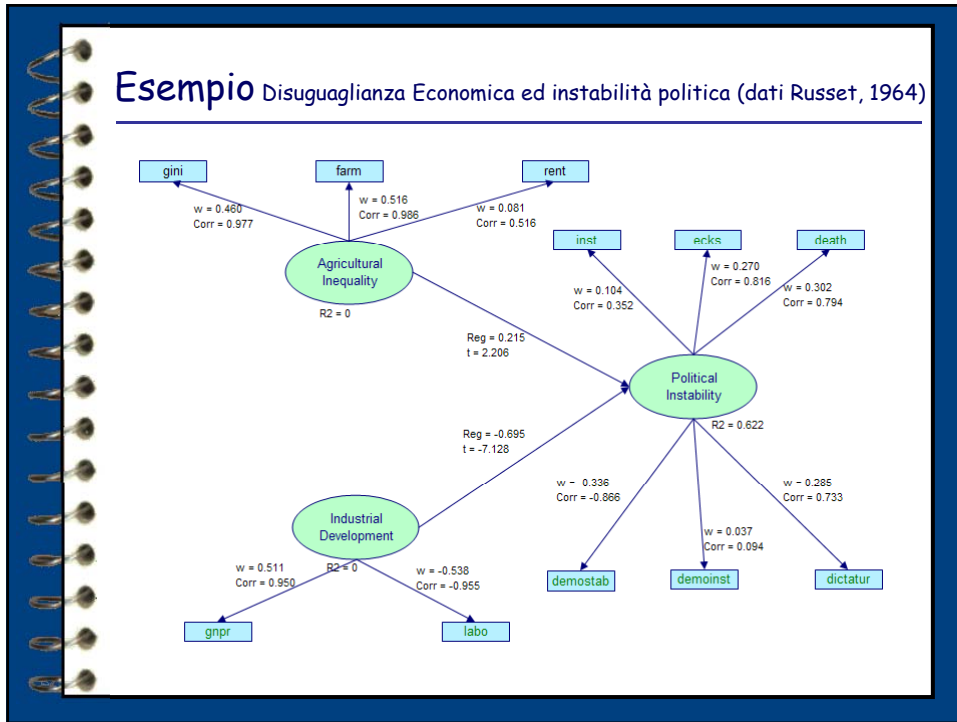 Esempio Disuguaglianza Economica ed instabilità politica (dati Russet, 1964)
gini
farm
rent
w = 0.460
Corr = 0.977
w = 0.516
Corr = 0.986
w = 0.081
Corr = 0.516
inst
ecks
death
Agricultural
Inequality
R2 = 0
w = 0.104
Corr = 0.352
w = 0.270
Corr = 0.816
w = 0.302
Corr = 0.794
Reg = 0.215
t = 2.206
Political
Instability
R2 = 0.622
Reg = -0.695
t = -7.128
w - 0.336
Corr = -0.866
w - 0.285
Corr = 0.733
w = 0.037
Corr = 0.094
Industrial
Development
R2 = 0
w = 0.511
Corr = 0.950
w = -0.538
Corr = -0.955
demostab
demoinst
dictatur
gnpr
labo